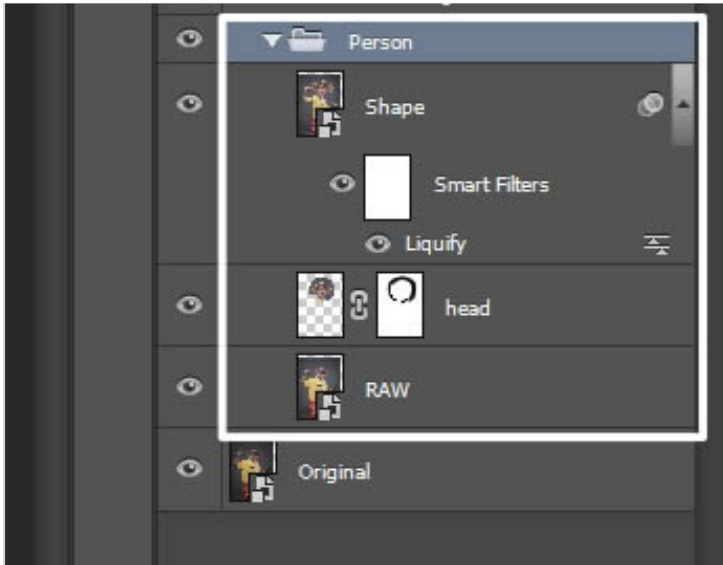 Person
Shape
Smart Filters
Liquify
head
RAW
Original